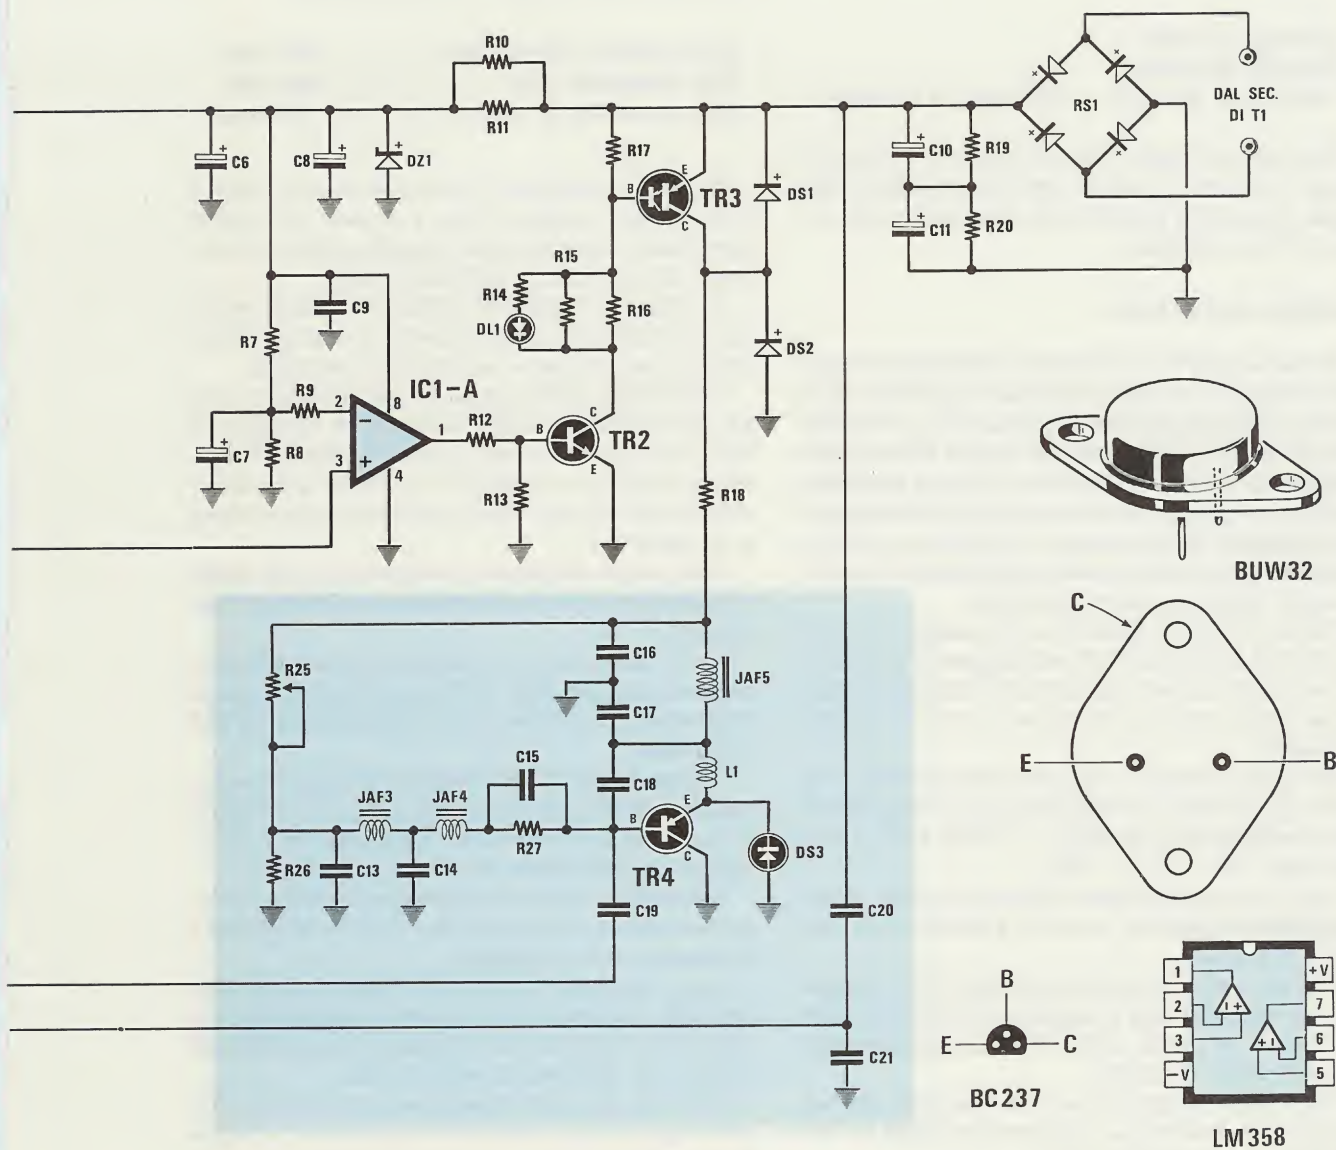 R10
R11
RS1
DAL SEC.
DI T1
+
C6
C8
+
DZ1
+
R17
E
B
TR3
C
DS1
+
C10
+
R19
C11
+
R20
R15
R14
DL1
R16
C9
R7
DS2
+
IC1-A
R9
2
8
–
1
R12
B
C
TR2
E
C7
+
R8
3
+
4
R13
R18
BUW32
C
E
B
R25
C16
JAF5
C17
C15
C18
L1
JAF3
JAF4
R27
B
E
C
TR4
DS3
R26
C13
C14
C19
C20
C21
B
E
C
BC237
1
2
3
–V
+V
7
6
5
– +
+ –
LM358